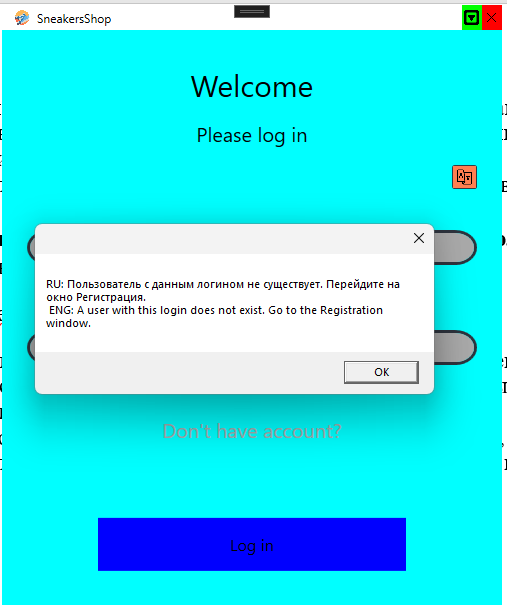 SneakersShop
Welcome
Please log in
RU: Пользователь с данным логином не существует. Перейдите на
окно Регистрация.
ENG: A user with this login does not exist. Go to the Registration
window.
OK
Don't have account?
Log in